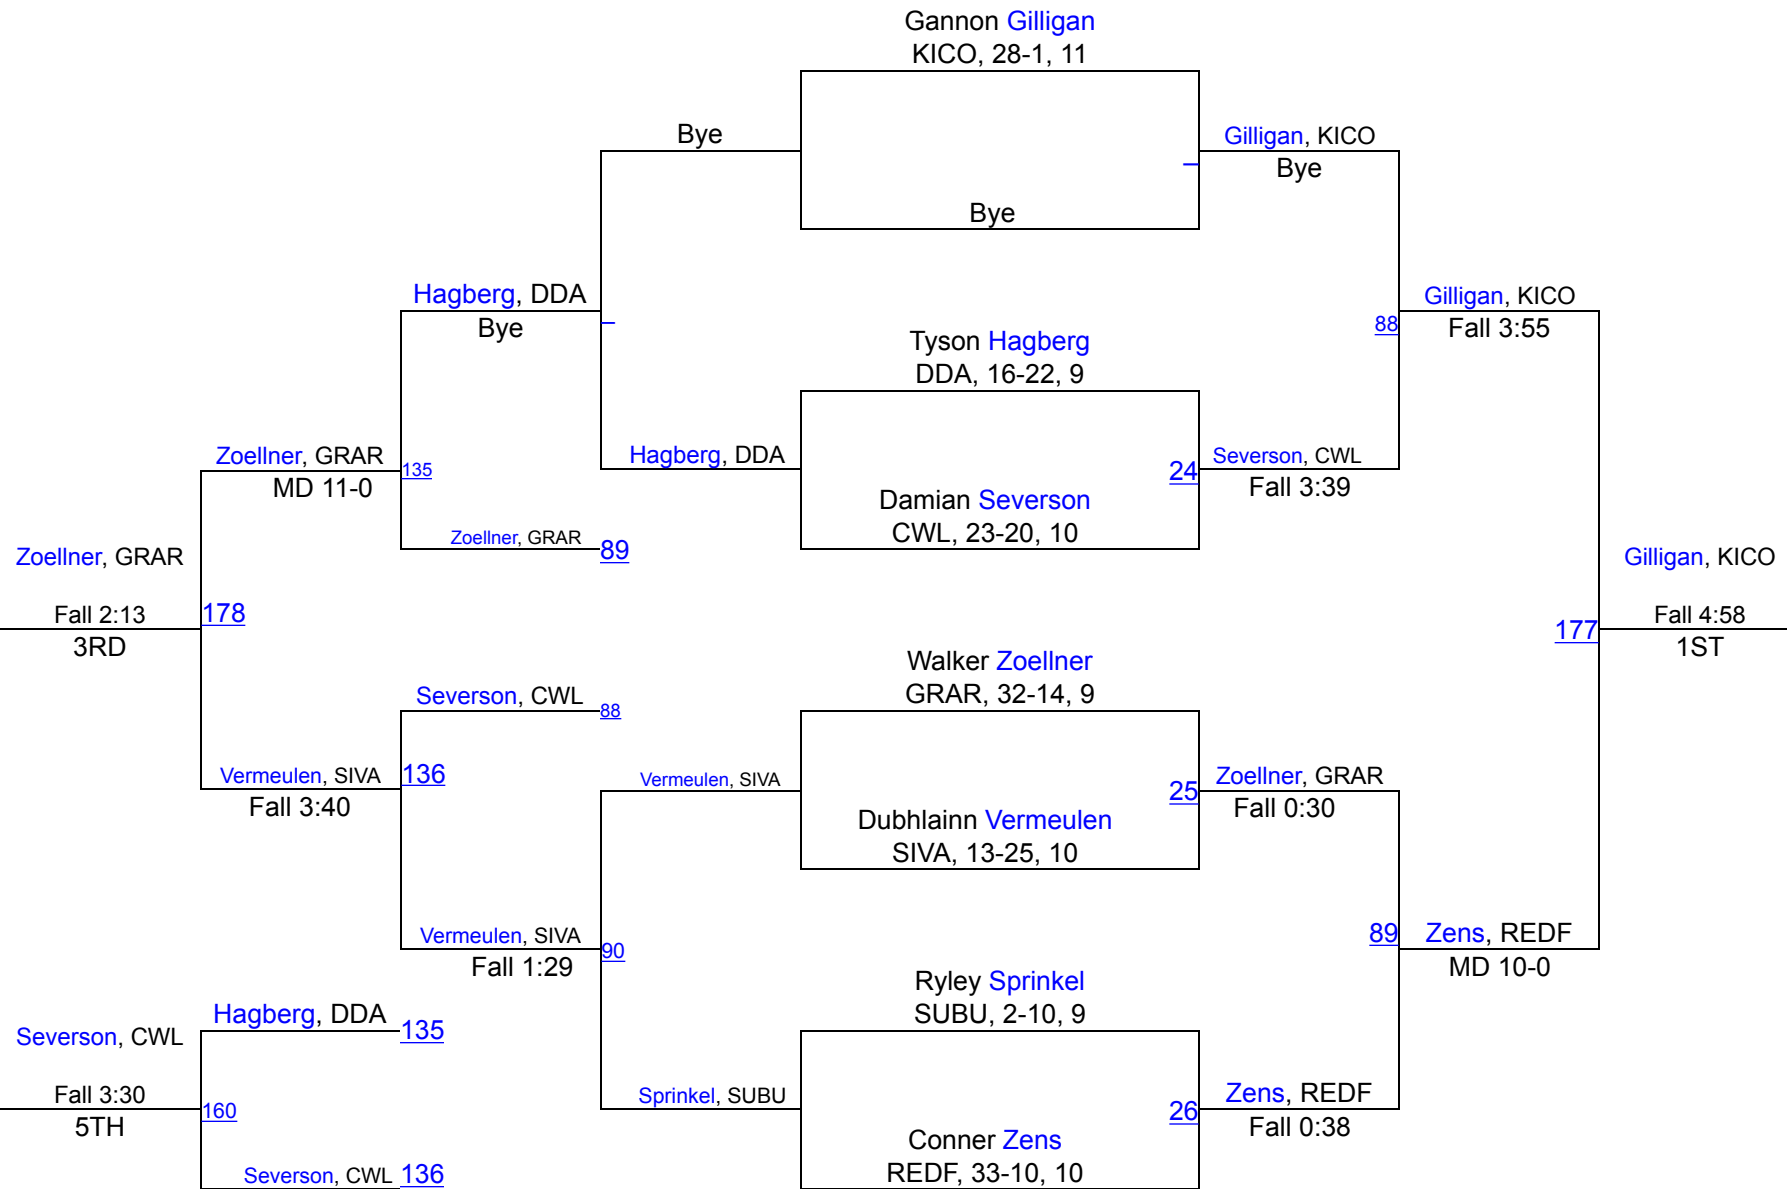 Gannon Gilligan
KICO, 28-1, 11
Bye
Gilligan, KICO
Bye
Bye
Hagberg, DDA
Bye
Gilligan, KICO
88
Fall 3:55
Tyson Hagberg
DDA, 16-22, 9
Zoellner, GRAR
135
MD 11-0
Hagberg, DDA
24
Severson, CWL
Fall 3:39
Damian Severson
CWL, 23-20, 10
Zoellner, GRAR
89
Zoellner, GRAR
Fall 2:13
178
3RD
Gilligan, KICO
177
Fall 4:58
1ST
Walker Zoellner
GRAR, 32-14, 9
Severson, CWL
88
Vermeulen, SIVA
136
Fall 3:40
Vermeulen, SIVA
25
Zoellner, GRAR
Fall 0:30
Dubhlainn Vermeulen
SIVA, 13-25, 10
Vermeulen, SIVA
90
Fall 1:29
89
Zens, REDF
MD 10-0
Ryley Sprinkel
SUBU, 2-10, 9
Hagberg, DDA
135
Severson, CWL
Fall 3:30
160
5TH
Sprinkel, SUBU
26
Zens, REDF
Fall 0:38
Conner Zens
REDF, 33-10, 10
Severson, CWL
136